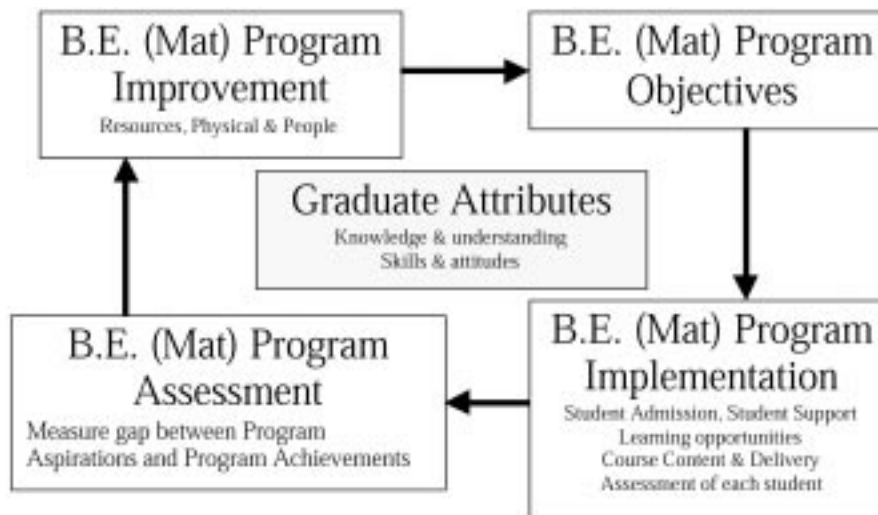 B.E. (Mat) Program
Improvement
Resources, Physical & People
B.E. (Mat) Program
Objectives
Graduate Attributes
Knowledge & understanding
Skills & attitudes
B.E. (Mat) Program
Assessment
Measure gap between Program
Aspirations and Program Achievements
B.E. (Mat) Program
Implementation
Student Admission, Student Support
Learning opportunities
Course Content & Delivery
Assessment of each student